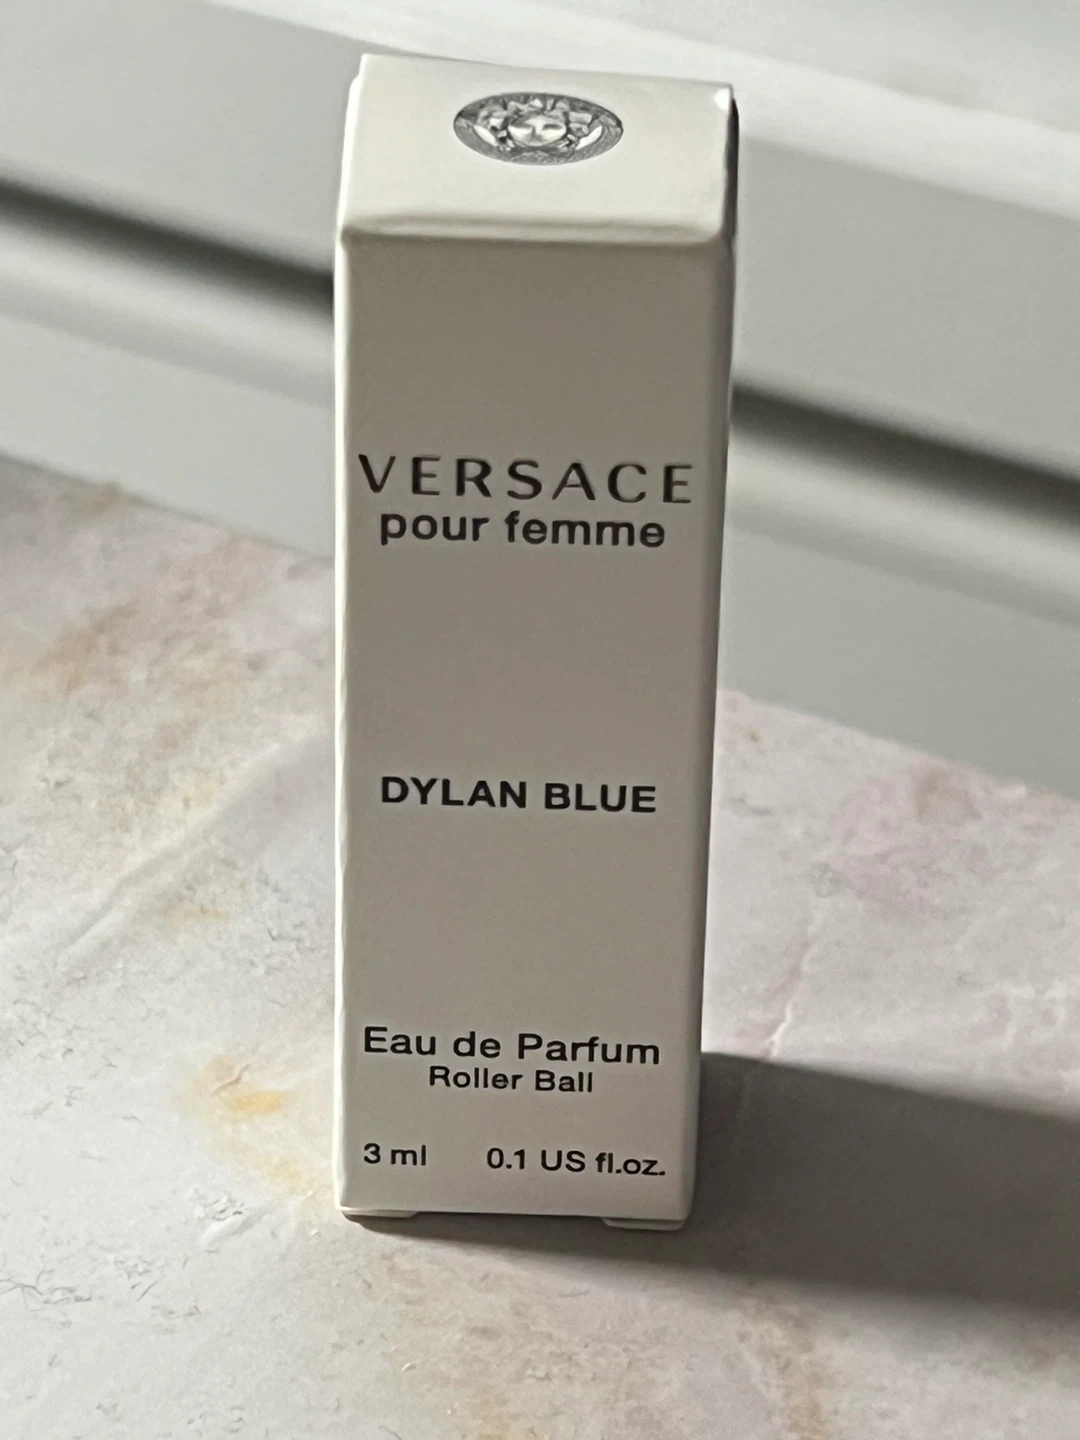 VERSACE
pour femme
DYLAN BLUE
Eau de Parfum
Roller Ball
3 ml 0.1 US fl.oz.